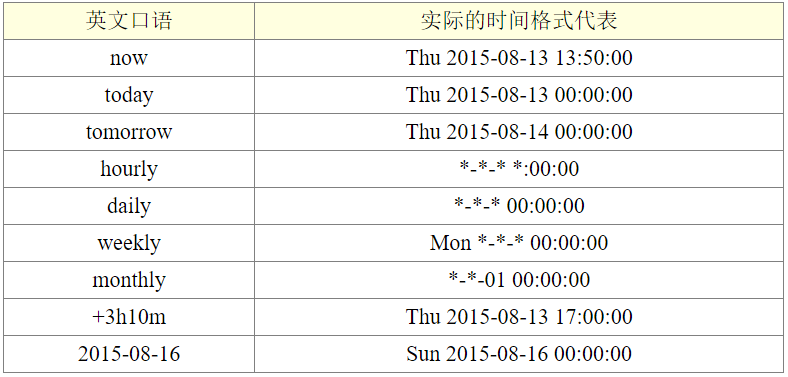 英文口语 实际的时间格式代表
now Thu 2015-08-13 13:50:00
today Thu 2015-08-13 00:00:00
tomorrow Thu 2015-08-14 00:00:00
hourly *-*-* *:00:00
daily *-*-* 00:00:00
weekly Mon *-*-* 00:00:00
monthly *-*-01 00:00:00
+3h10m Thu 2015-08-13 17:00:00
2015-08-16 Sun 2015-08-16 00:00:00